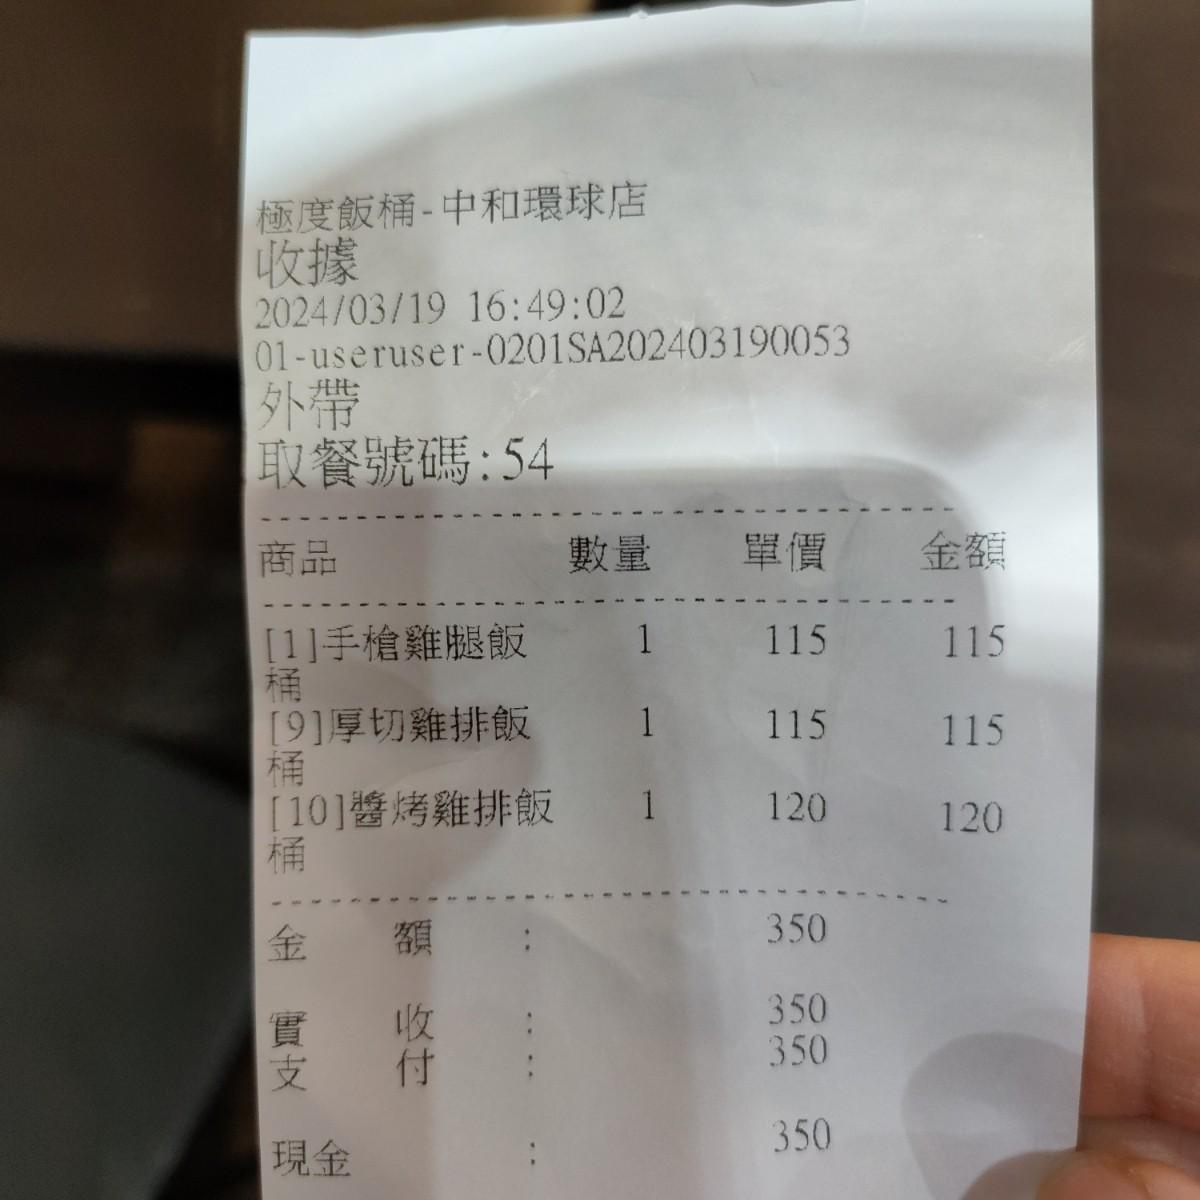 極度飯桶-中和環球店
收據
2024/03/19 16:49:02
01-useruser-0201SA202403190053
外帶
取餐號碼:54
商品 數量 單價 金額
[1]手槍雞腿飯 1 115 115
桶
[9]厚切雞排飯 1 115 115
桶
[10]醬烤雞排飯 1 120 120
桶
金 額 : 350
實 收 : 350
支 付 : 350
現金 : 350